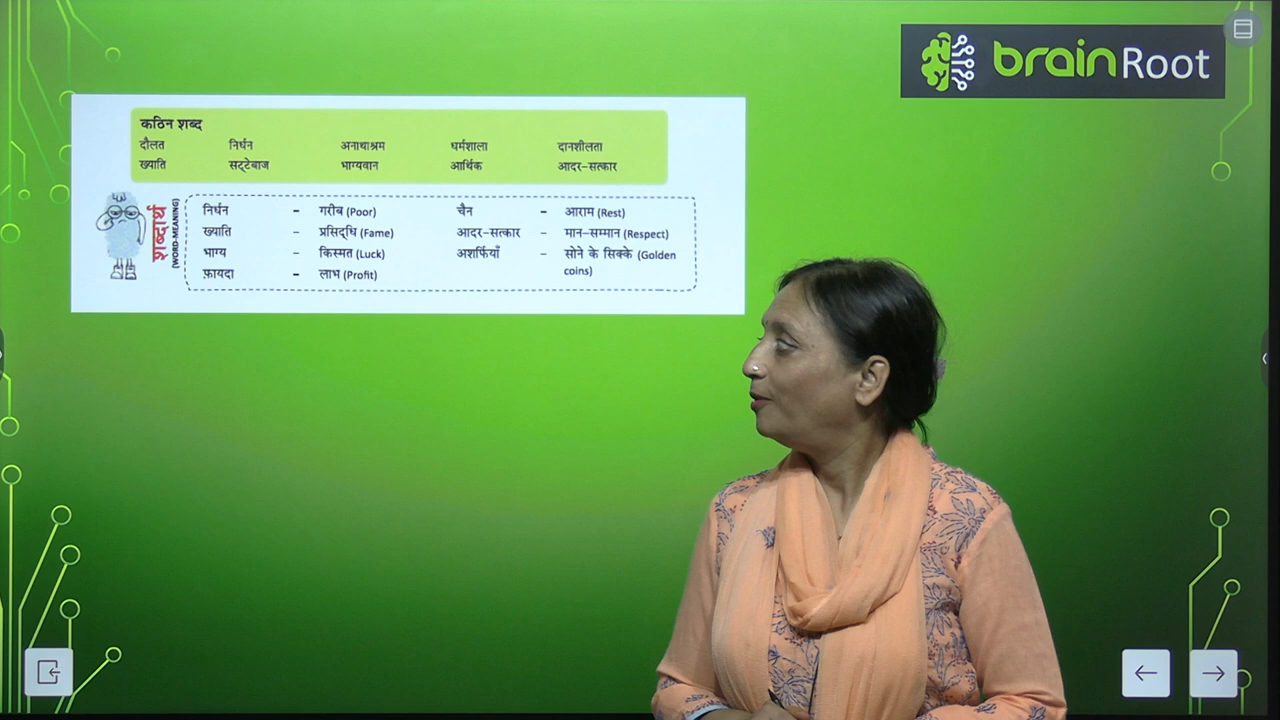 brainRoot
कठिन शब्द
दौलत निर्धन अनाथाश्रम धर्मशाला दानशीलता
ख्याति सट्टेबाज भाग्यवान आर्थिक आदर-सत्कार
शब्दार्थ
(WORD-MEANING)
निर्धन - गरीब (Poor) चैन - आराम (Rest)
ख्याति - प्रसिद्धि (Fame) आदर-सत्कार - मान-सम्मान (Respect)
भाग्य - किस्मत (Luck) अशर्फियाँ - सोने के सिक्के (Golden
फ़ायदा - लाभ (Profit) coins)